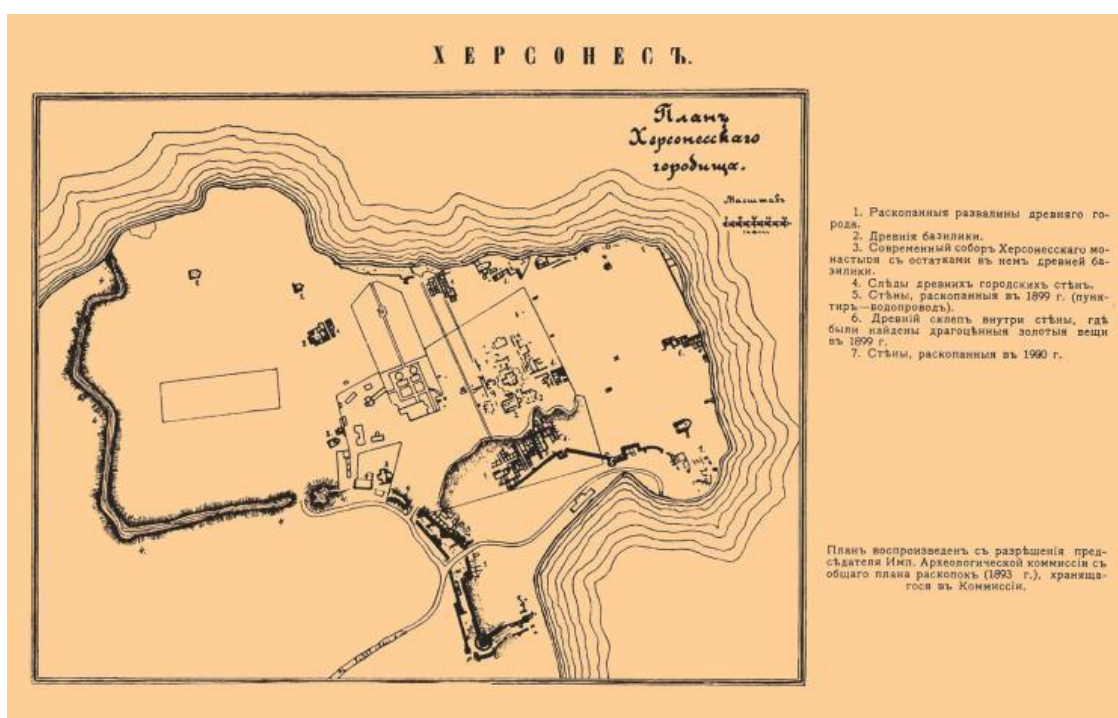 ХЕРСОНЕСЪ.
Планъ
Херсонесскаго
городища.
Масштабъ
1. Раскопанныя развалины древняго го-
рода.
2. Древнія базилики.
3. Современный соборъ Херсонесскаго мо-
настыря съ остатками въ немъ древней ба-
зилики.
4. Слѣды древнихъ городскихъ стѣнъ.
5. Стѣны, раскопанныя въ 1899 г. (пунк-
тиръ—водопроводъ).
6. Древній склепъ внутри стѣны, гдѣ
были найдены драгоцѣнныя золотыя вещи
въ 1899 г.
7. Стѣны, раскопанныя въ 1900 г.
Планъ воспроизведенъ съ разрѣшенія пред-
сѣдателя Имп. Археологической коммиссіи съ
общаго плана раскопокъ (1893 г.), храняща-
гося въ Коммиссіи.